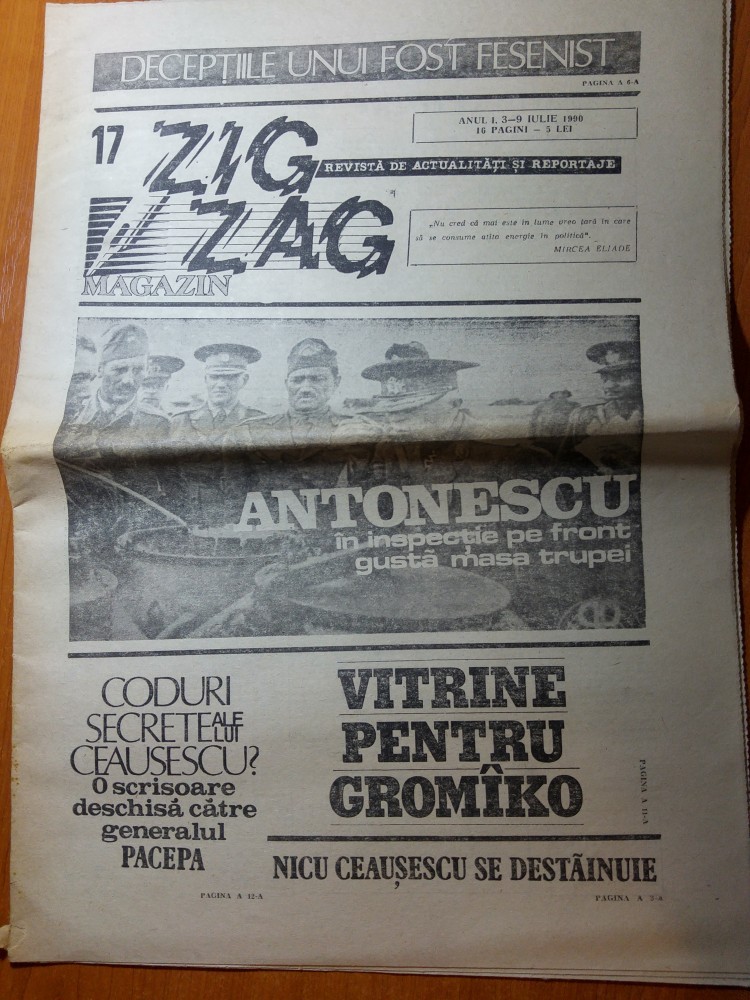 DECEPTIILE UNUI FOST FESENIST
PAGINA A 6-A
17
ZIG
ZAG
MAGAZIN
ANUL I, 3—9 IULIE 1990
16 PAGINI — 5 LEI
REVISTĂ DE ACTUALITĂȚI ȘI REPORTAJE
„Nu cred că mai este în lume vreo țară în care
să se consume atîta energie în politică".
MIRCEA ELIADE
ANTONESCU
în inspecție pe front
gustă masa trupei
CODURI
SECRETE ALE LUI
CEAUȘESCU?
O scrisoare
deschisă către
generalul
PACEPA
PAGINA A 12-A
VITRINE
PENTRU
GROMÎKO
PAGINA A 11-A
NICU CEAUȘESCU SE DESTĂINUIE
PAGINA A